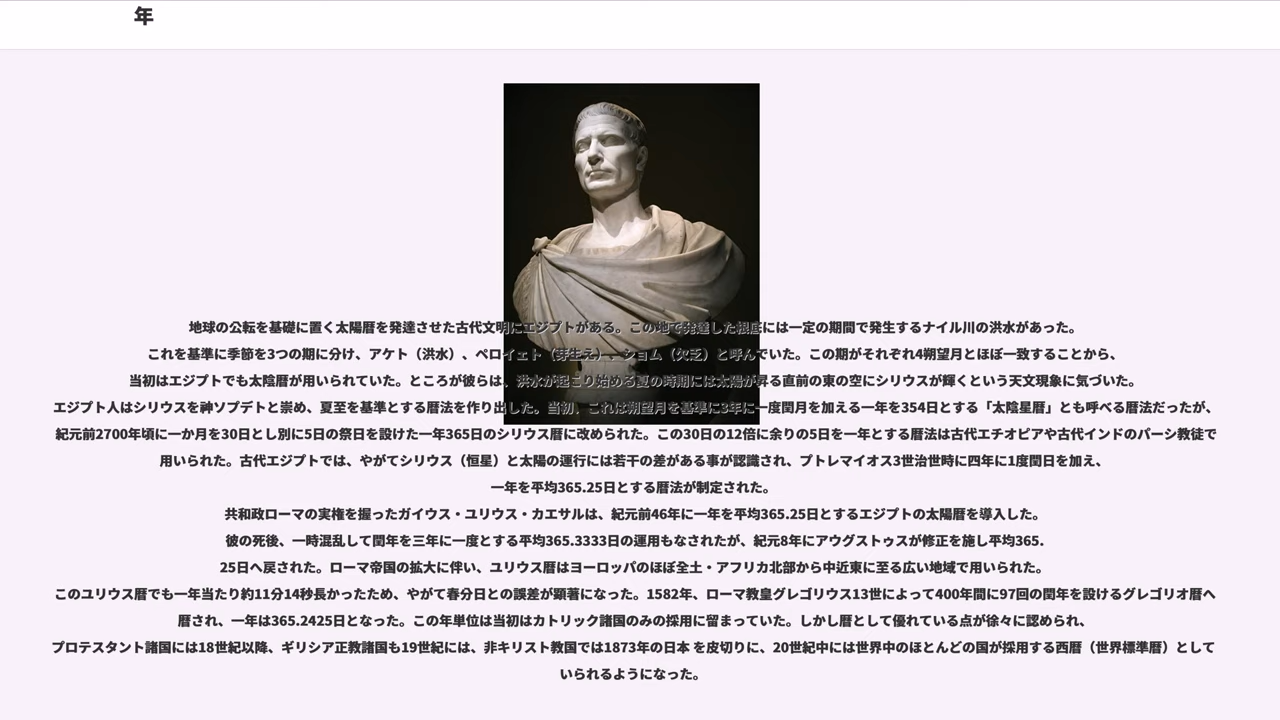 年
地球の公転を基礎に置く太陽暦を発達させた古代文明にエジプトがある。この地で発達した根底には一定の期間で発生するナイル川の洪水があった。
これを基準に季節を3つの期に分け、アケト（洪水）、ペロイェト（芽生え）、ショム（欠乏）と呼んでいた。この期がそれぞれ4朔望月とほぼ一致することから、
当初はエジプトでも太陰暦が用いられていた。ところが彼らは、洪水が起こり始める夏の時期には太陽が昇る直前の東の空にシリウスが輝くという天文現象に気づいた。
エジプト人はシリウスを神ソプデトと崇め、夏至を基準とする暦法を作り出した。当初、これは朔望月を基準に3年に一度閏月を加える一年を354日とする「太陰星暦」とも呼べる暦法だったが、
紀元前2700年頃に一か月を30日とし別に5日の祭日を設けた一年365日のシリウス暦に改められた。この30日の12倍に余りの5日を一年とする暦法は古代エチオピアや古代インドのパーシ教徒で
用いられた。古代エジプトでは、やがてシリウス（恒星）と太陽の運行には若干の差がある事が認識され、プトレマイオス3世治世時に四年に1度閏日を加え、
一年を平均365.25日とする暦法が制定された。
共和政ローマの実権を握ったガイウス・ユリウス・カエサルは、紀元前46年に一年を平均365.25日とするエジプトの太陽暦を導入した。
彼の死後、一時混乱して閏年を三年に一度とする平均365.3333日の運用もなされたが、紀元8年にアウグストゥスが修正を施し平均365.
25日へ戻された。ローマ帝国の拡大に伴い、ユリウス暦はヨーロッパのほぼ全土・アフリカ北部から中近東に至る広い地域で用いられた。
このユリウス暦でも一年当たり約11分14秒長かったため、やがて春分日との誤差が顕著になった。1582年、ローマ教皇グレゴリウス13世によって400年間に97回の閏年を設けるグレゴリオ暦へ
暦され、一年は365.2425日となった。この年単位は当初はカトリック諸国のみの採用に留まっていた。しかし暦として優れている点が徐々に認められ、
プロテスタント諸国には18世紀以降、ギリシア正教諸国も19世紀には、非キリスト教国では1873年の日本 を皮切りに、20世紀中には世界中のほとんどの国が採用する西暦（世界標準暦）として
いられるようになった。